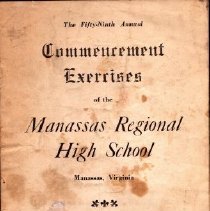 The Fifty-Ninth Annual
Commencement
Exercises
of the
Manassas Regional
High School
Manassas, Virginia